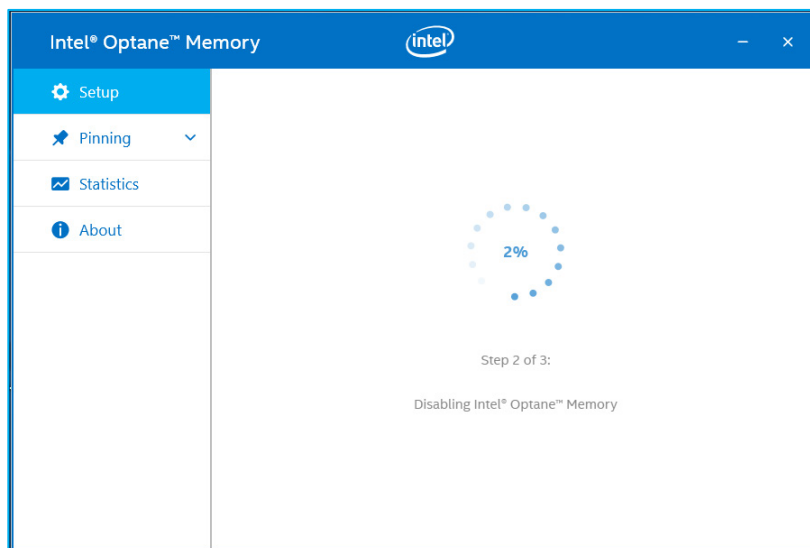 Intel® Optane™ Memory
intel
Setup
Pinning
Statistics
About
2%
Step 2 of 3:
Disabling Intel® Optane™ Memory